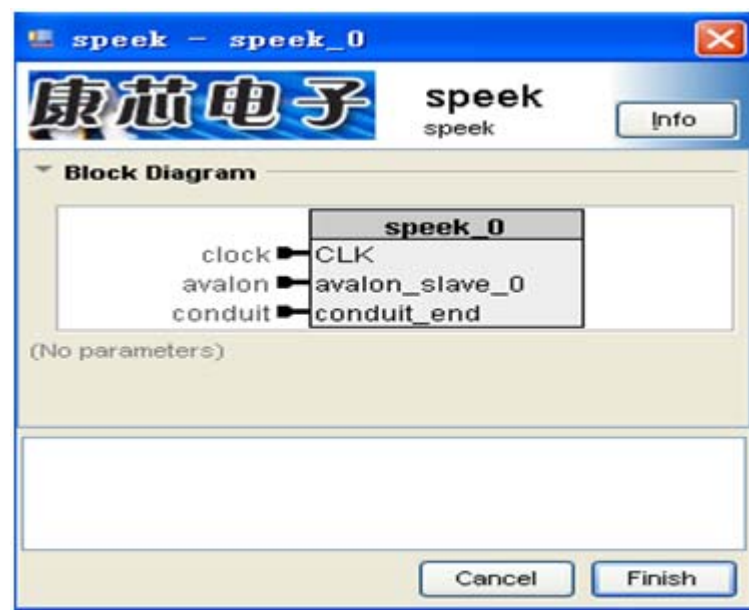 speek - speek_0
康芯电子
speek
speek
Info
Block Diagram
speek_0
clock CLK
avalon avalon_slave_0
conduit conduit_end
(No parameters)
Cancel Finish